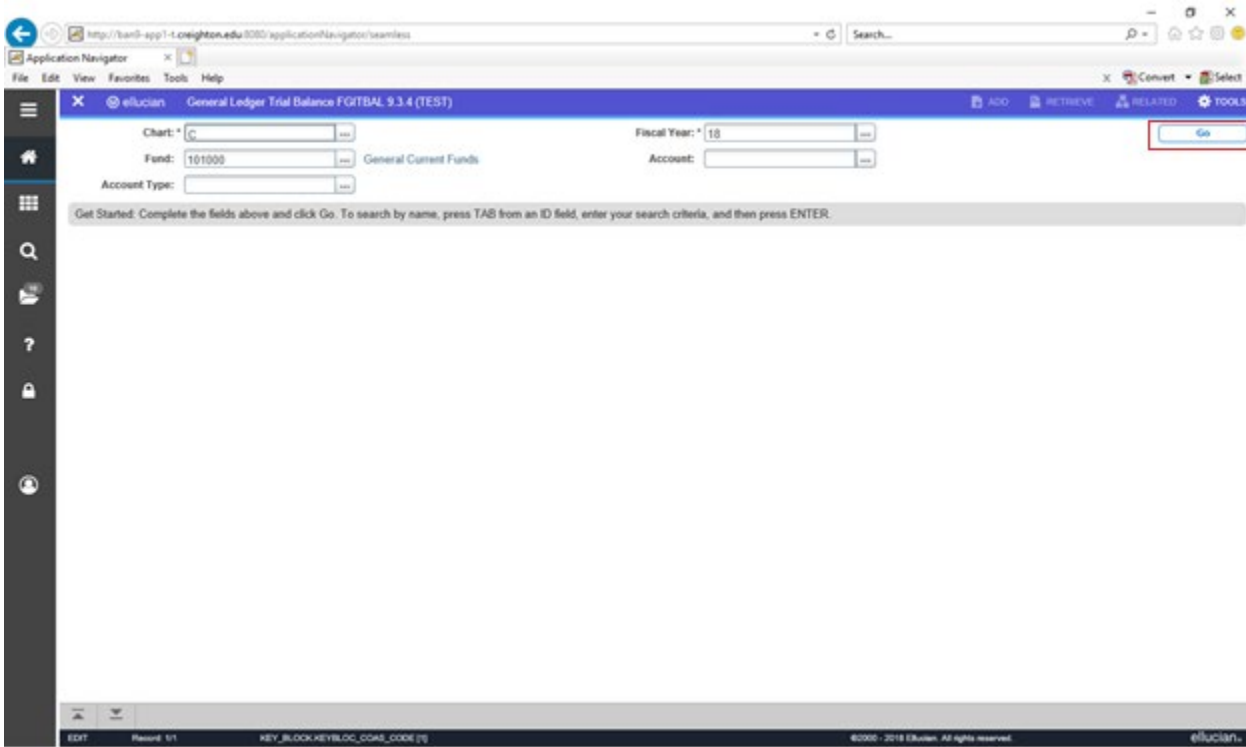 http://ban9-app1-t.creighton.edu:8080/applicationNavigator/seamless
Search...
Application Navigator
File Edit View Favorites Tools Help
x Convert Select
ellucian General Ledger Trial Balance FGITBAL 9.3.4 (TEST) ADD RETRIEVE RELATED TOOLS
Chart: * C ... Fiscal Year: * 18 ... Go
Fund: 101000 ... General Current Funds Account: ...
Account Type: ...
Get Started: Complete the fields above and click Go. To search by name, press TAB from an ID field, enter your search criteria, and then press ENTER.
?
EDIT Record: 1/1 KEY_BLOCK.KEYBLOC_COAS_CODE [1] ©2000 - 2018 Ellucian. All rights reserved. ellucian.